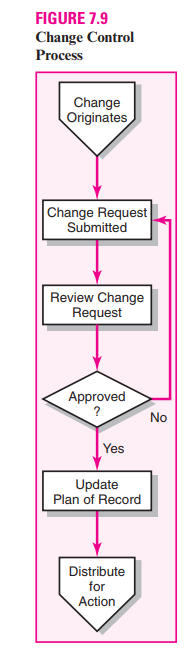 FIGURE 7.9
Change Control
Process
Change
Originates
Change Request
Submitted
Review Change
Request
Approved
?
No
Yes
Update
Plan of Record
Distribute
for
Action